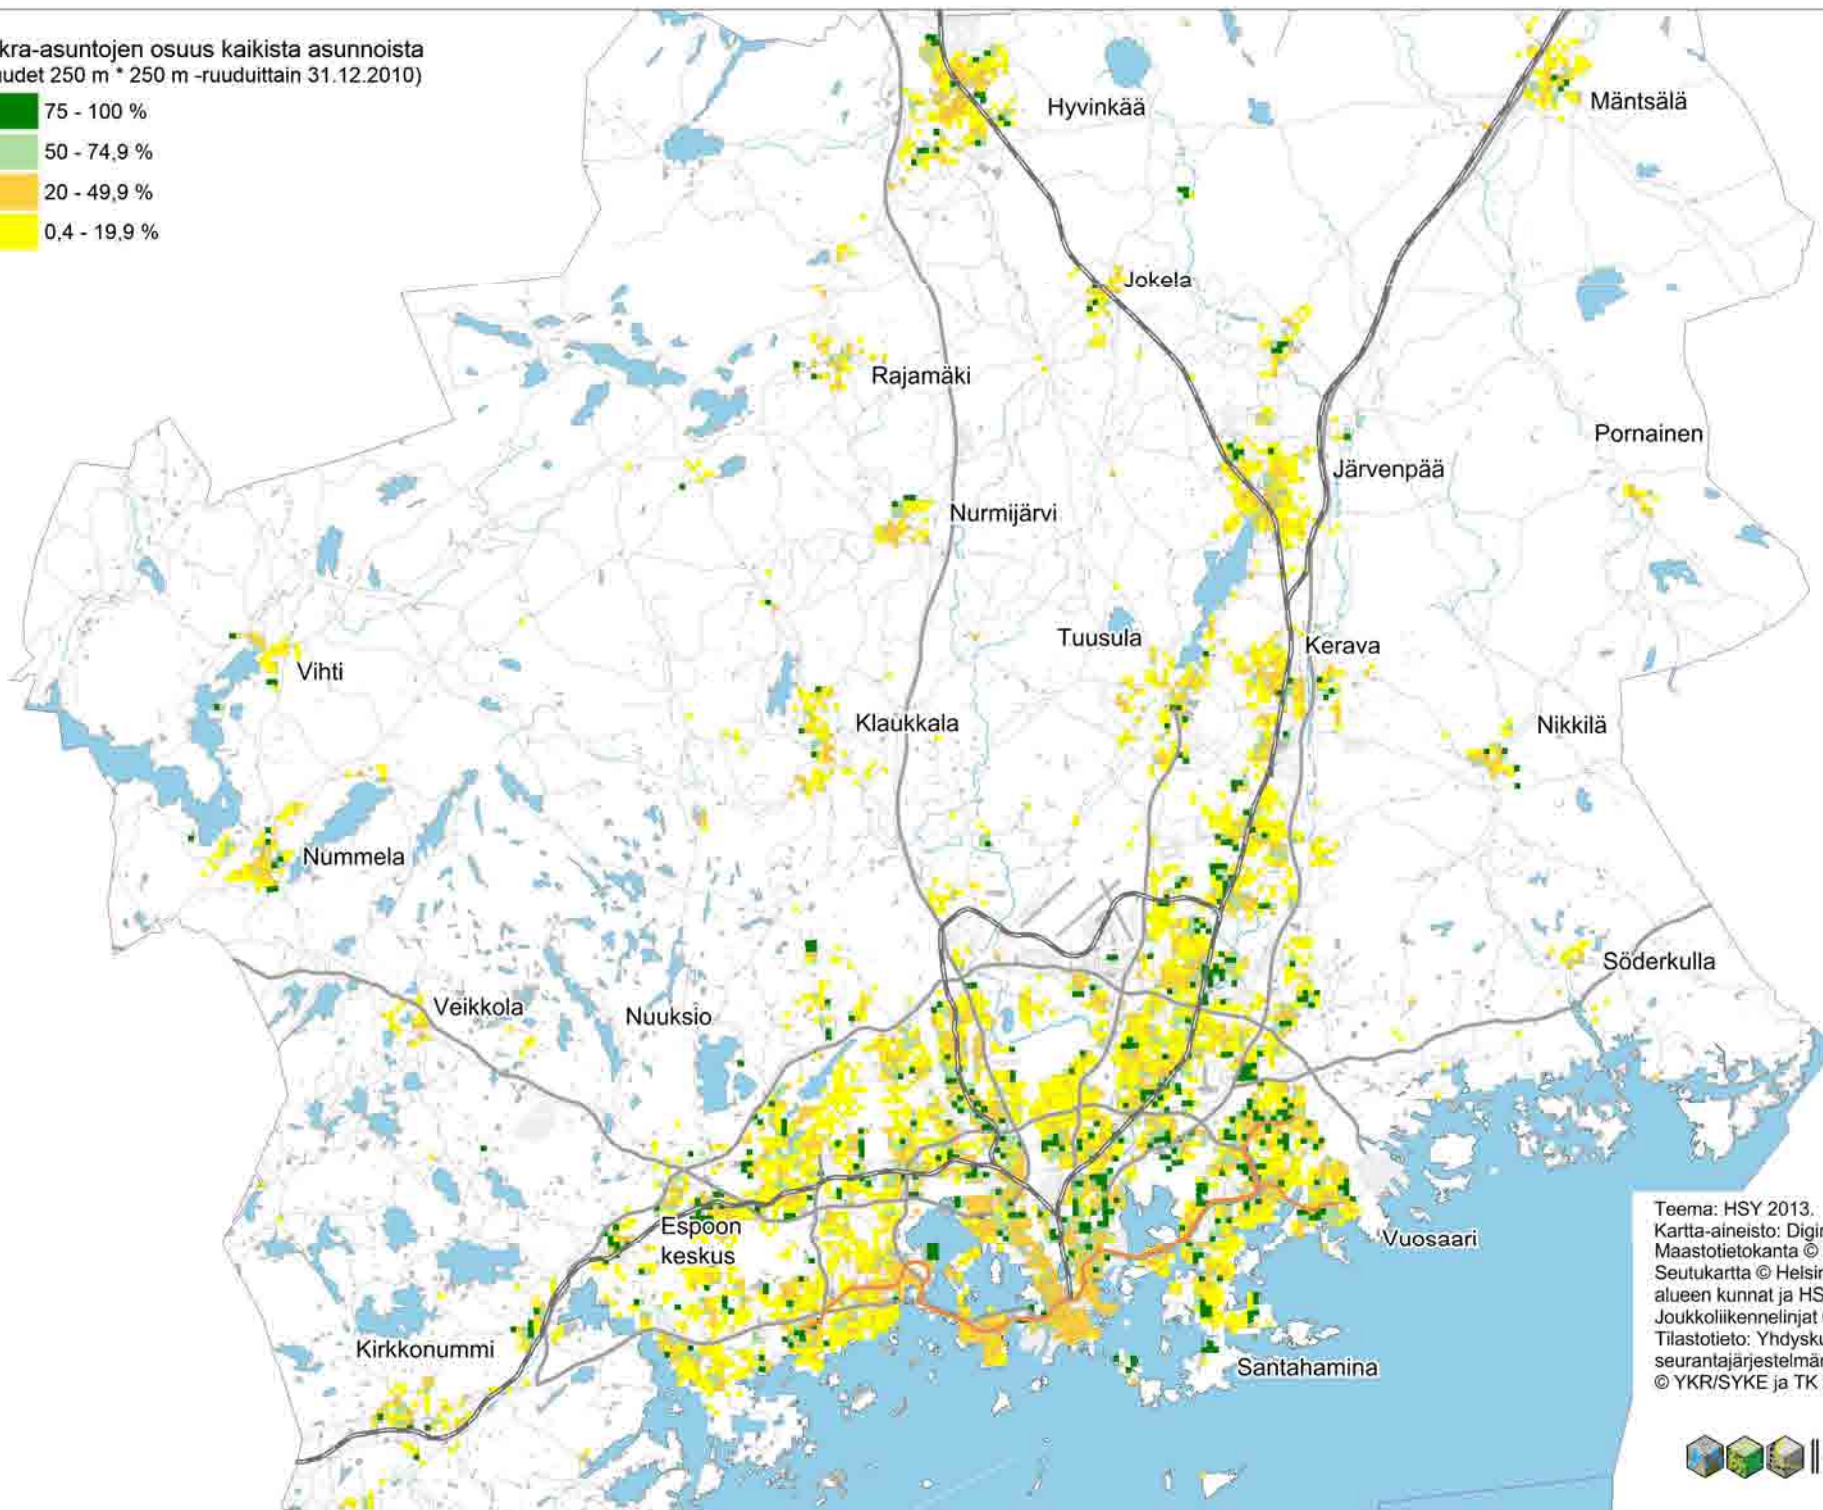 kra-asuntojen osuus kaikista asunnoista
udet 250 m * 250 m -ruuduittain 31.12.2010)
75 - 100 %
50 - 74,9 %
20 - 49,9 %
0,4 - 19,9 %
Hyvinkää
Mäntsälä
Jokela
Rajamäki
Pornainen
Järvenpää
Nurmijärvi
Tuusula
Kerava
Vihti
Klaukkala
Nikkilä
Nummela
Söderkulla
Veikkola
Nuuksio
Espoon
keskus
Vuosaari
Kirkkonummi
Santahamina
Teema: HSY 2013.
Kartta-aineisto: Digir
Maastotietokanta ©
Seutukartta © Helsir
alueen kunnat ja HS
Joukkoliikennelinjat
Tilastotieto: Yhdysku
seurantajärjestelmä
© YKR/SYKE ja TK